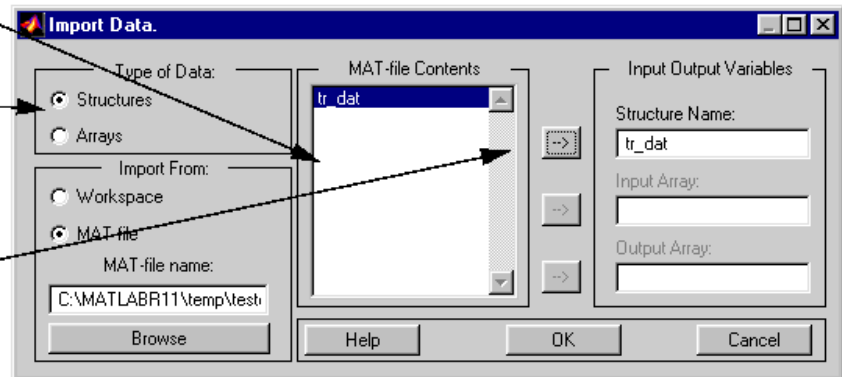 Import Data.
Type of Data:
Structures
Arrays
Import From:
Workspace
MAT-file
MAT-file name:
C:\MATLABR11\temp\test
Browse
MAT-file Contents
tr_dat
-->
-->
-->
Input Output Variables
Structure Name:
tr_dat
Input Array:
Output Array:
Help
OK
Cancel